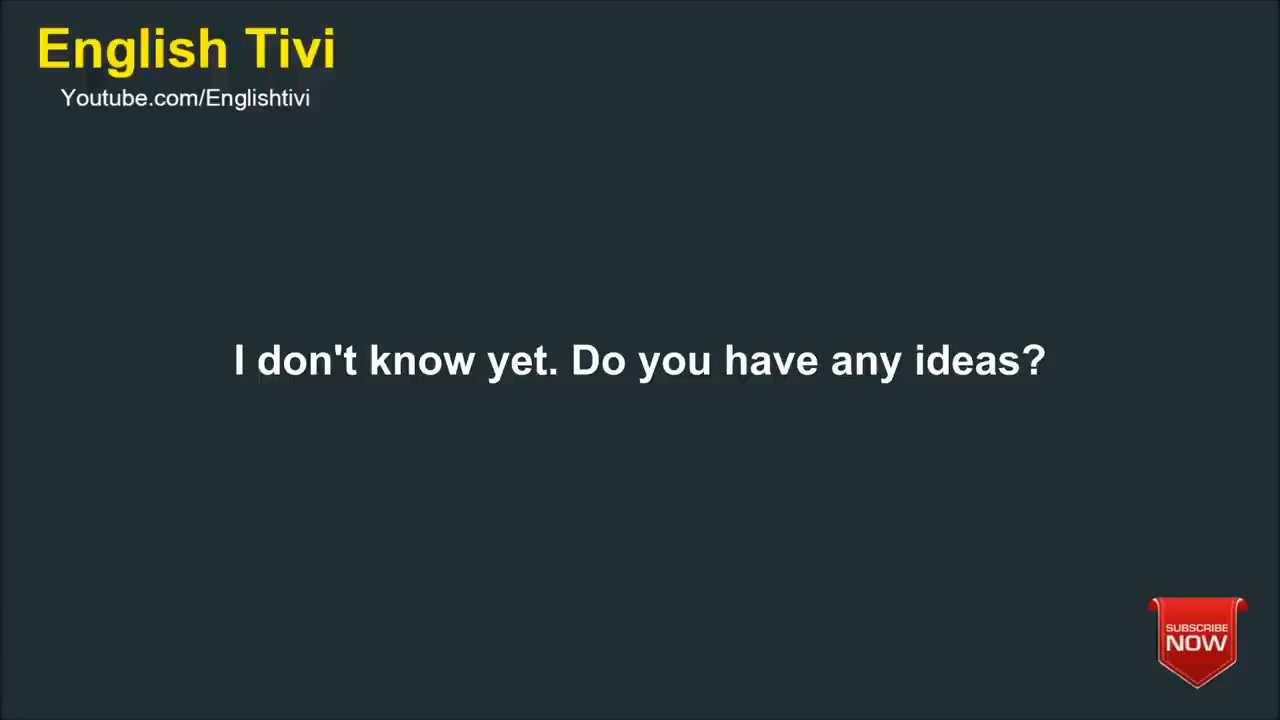 English Tivi
Youtube.com/Englishtivi
I don't know yet. Do you have any ideas?
SUBSCRIBE
NOW